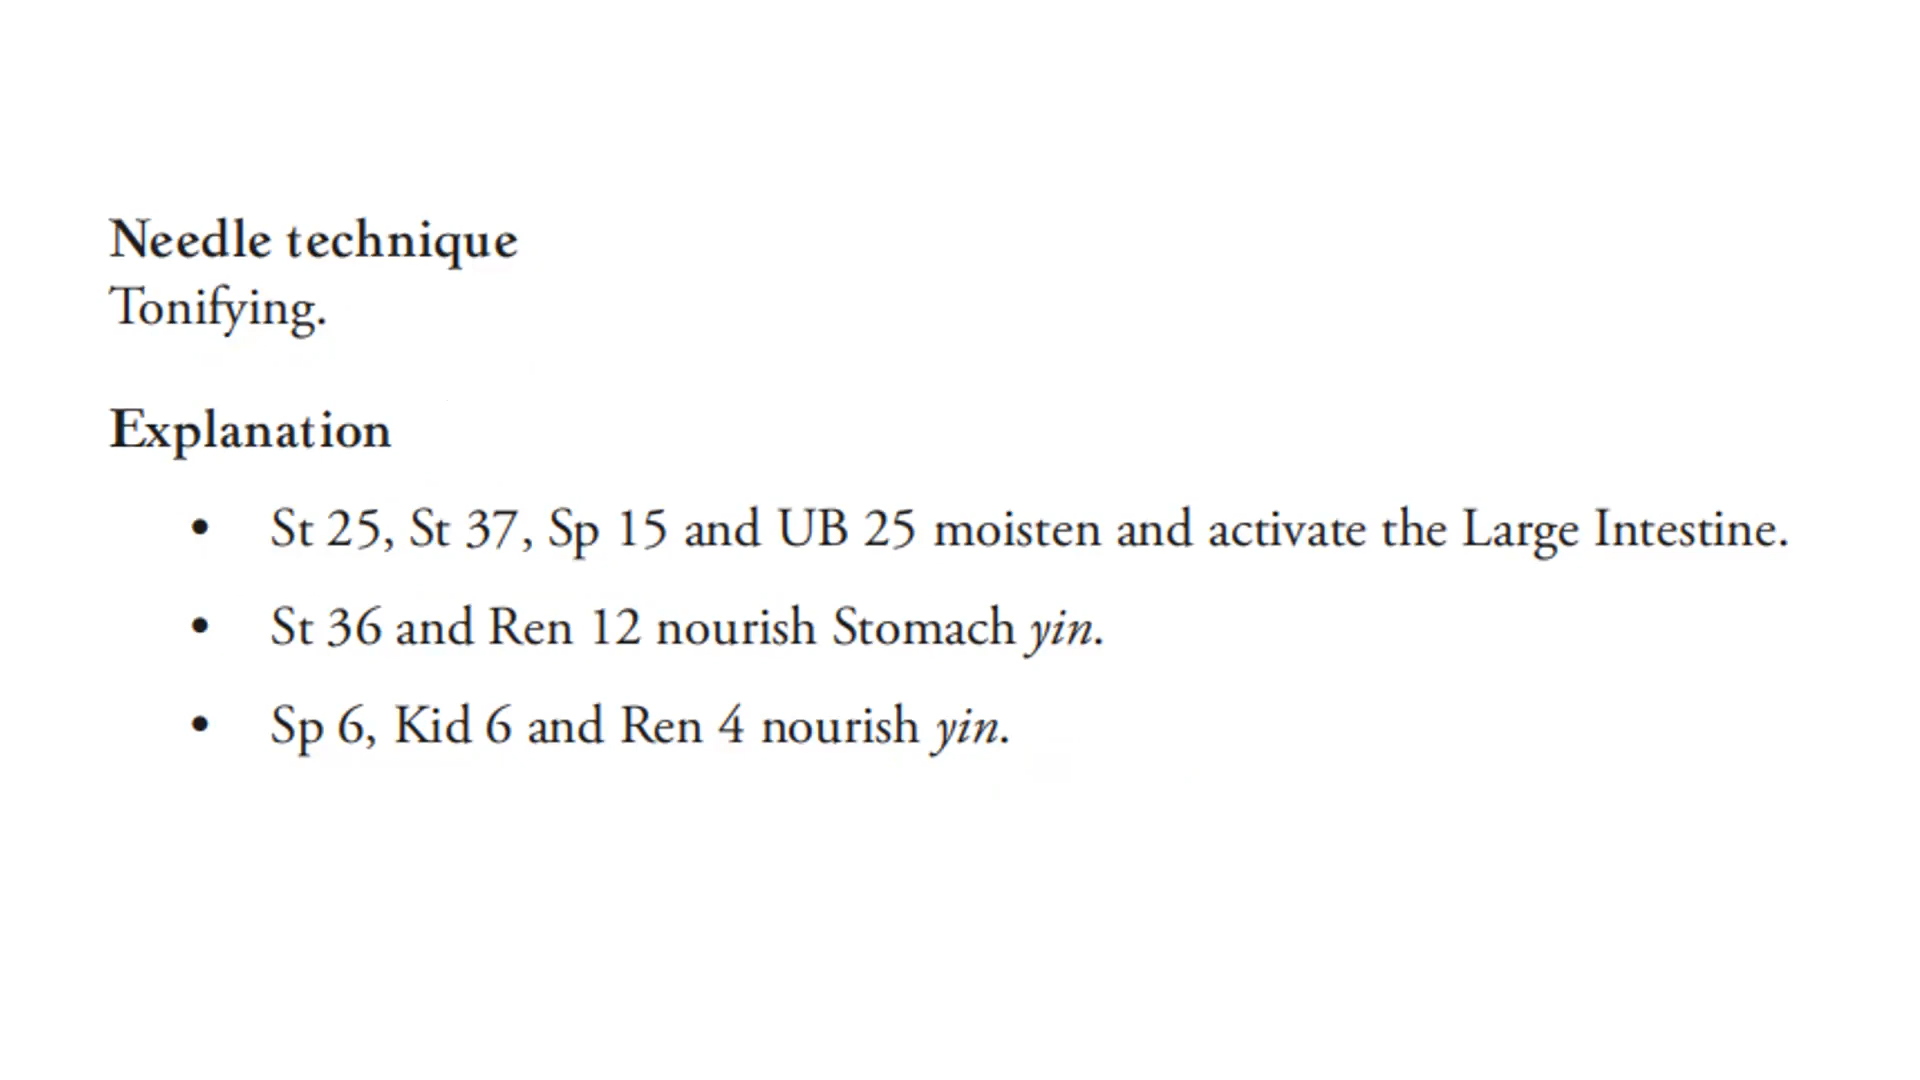 Needle technique
Tonifying.
Explanation
• St 25, St 37, Sp 15 and UB 25 moisten and activate the Large Intestine.
• St 36 and Ren 12 nourish Stomach yin.
• Sp 6, Kid 6 and Ren 4 nourish yin.